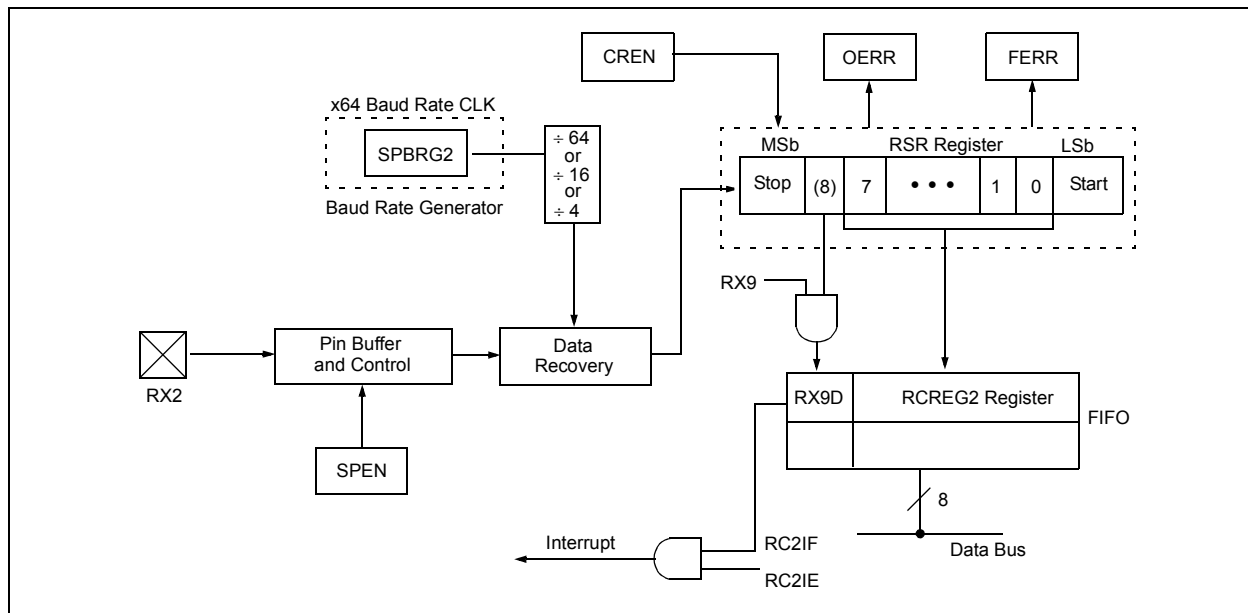 CREN
OERR
FERR
x64 Baud Rate CLK
SPBRG2
Baud Rate Generator
÷ 64
or
÷ 16
or
÷ 4
MSb
RSR Register
LSb
Stop
(8)
7
• • •
1
0
Start
RX9
Pin Buffer
and Control
Data
Recovery
RX2
SPEN
RX9D
RCREG2 Register
FIFO
8
Data Bus
Interrupt
RC2IF
RC2IE